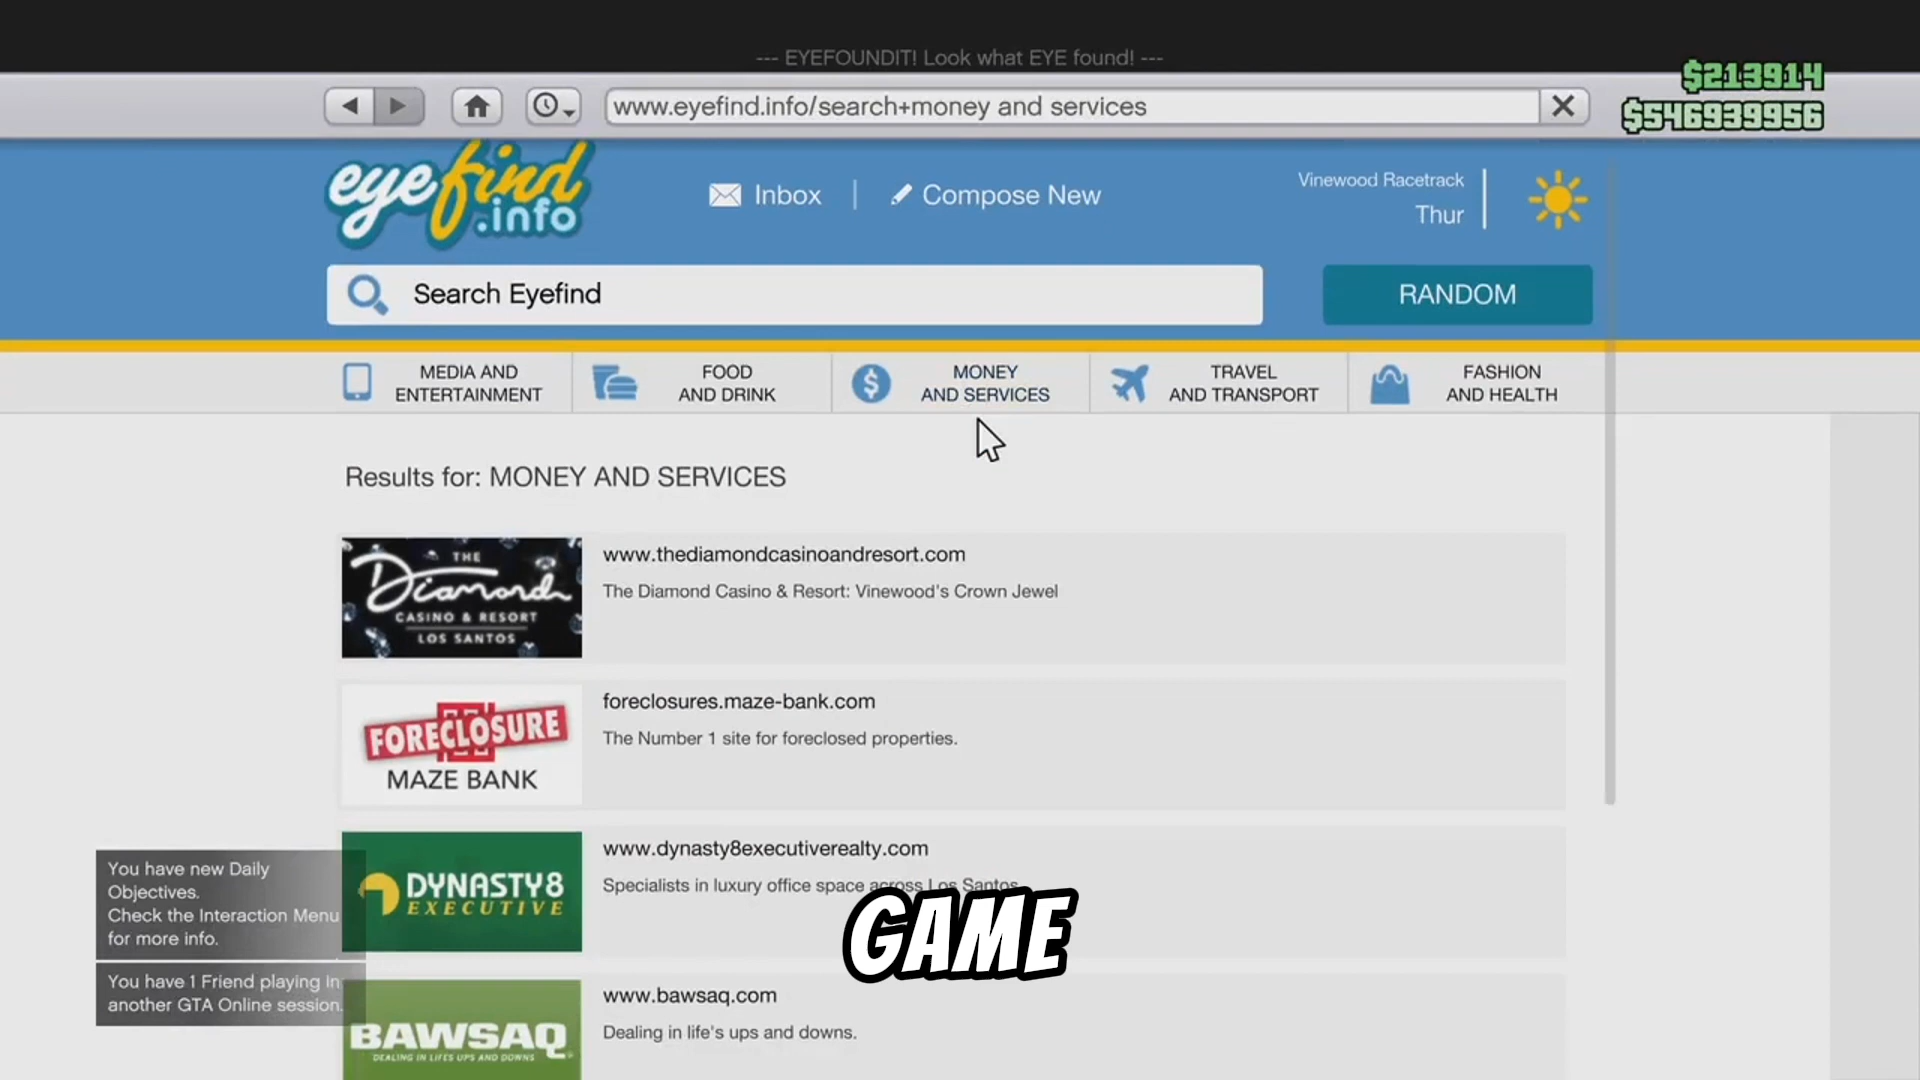 --- EYEFOUNDIT! Look what EYE found! ---
$213914
$546939956
www.eyefind.info/search+money and services
eyefind
.info
Inbox
Compose New
Vinewood Racetrack
Thur
Search Eyefind
RANDOM
MEDIA AND
ENTERTAINMENT
FOOD
AND DRINK
MONEY
AND SERVICES
TRAVEL
AND TRANSPORT
FASHION
AND HEALTH
Results for: MONEY AND SERVICES
THE
Diamond
CASINO & RESORT
LOS SANTOS
www.thediamondcasinoandresort.com
The Diamond Casino & Resort: Vinewood's Crown Jewel
FORECLOSURE
MAZE BANK
foreclosures.maze-bank.com
The Number 1 site for foreclosed properties.
DYNASTY8
EXECUTIVE
www.dynasty8executiverealty.com
Specialists in luxury office space across Los Santos
GAME
You have new Daily
Objectives.
Check the Interaction Menu
for more info.
You have 1 Friend playing in
another GTA Online session.
BAWSAQ
DEALING IN LIFE'S UPS AND DOWNS
www.bawsaq.com
Dealing in life's ups and downs.